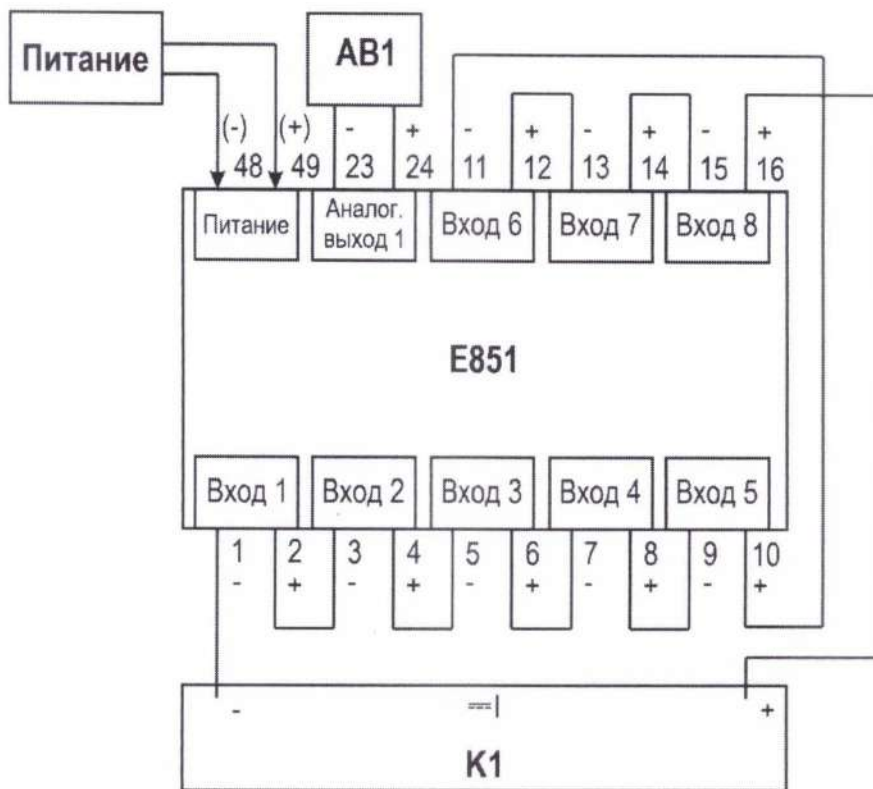 Питание
АВ1
(-) (+) - + - + - + - +
48 49 23 24 11 12 13 14 15 16
Питание
Аналог.
выход 1
Вход 6
Вход 7
Вход 8
Е851
Вход 1
Вход 2
Вход 3
Вход 4
Вход 5
1 2 3 4 5 6 7 8 9 10
- + - + - + - + - +
- +
К1